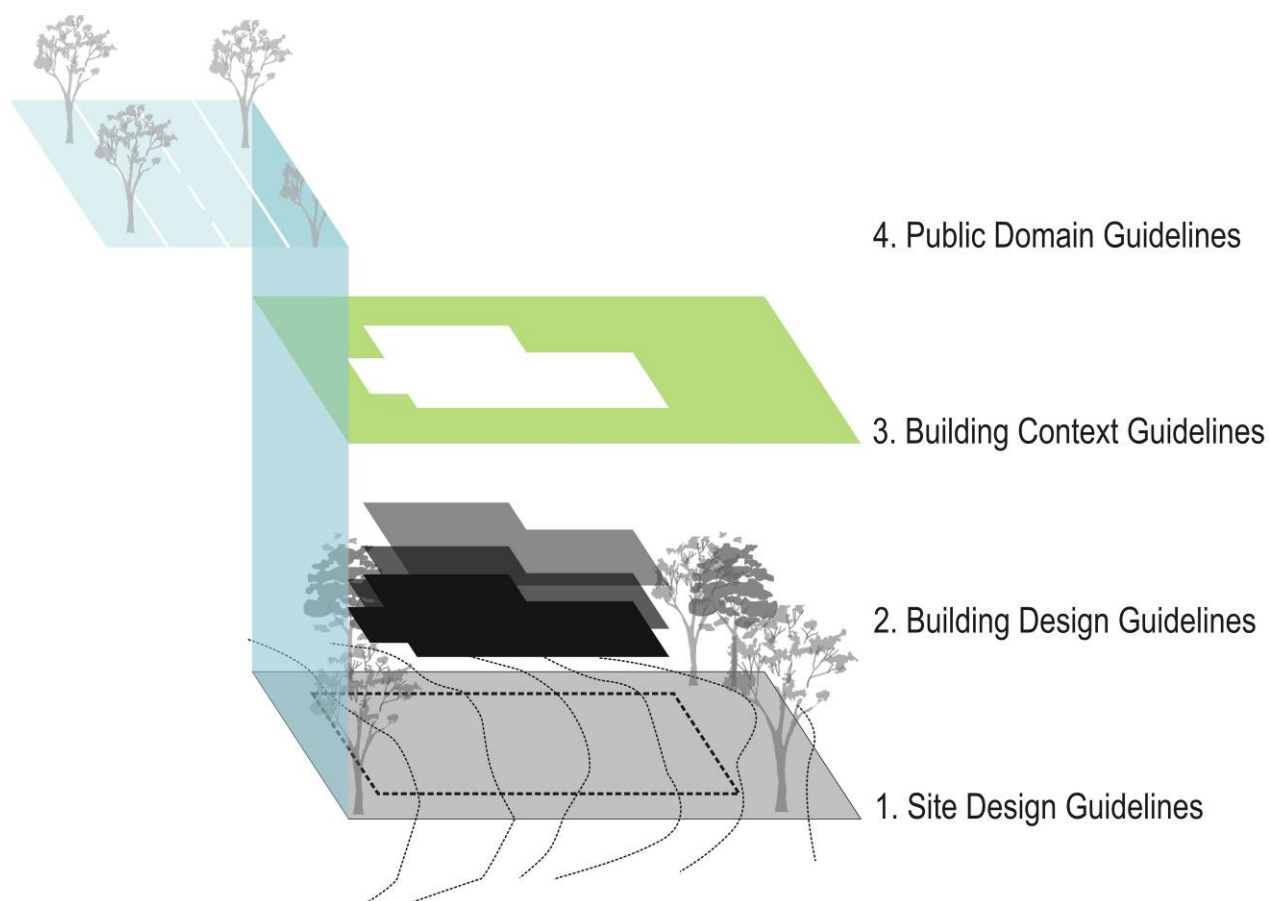 4. Public Domain Guidelines
3. Building Context Guidelines
2. Building Design Guidelines
1. Site Design Guidelines